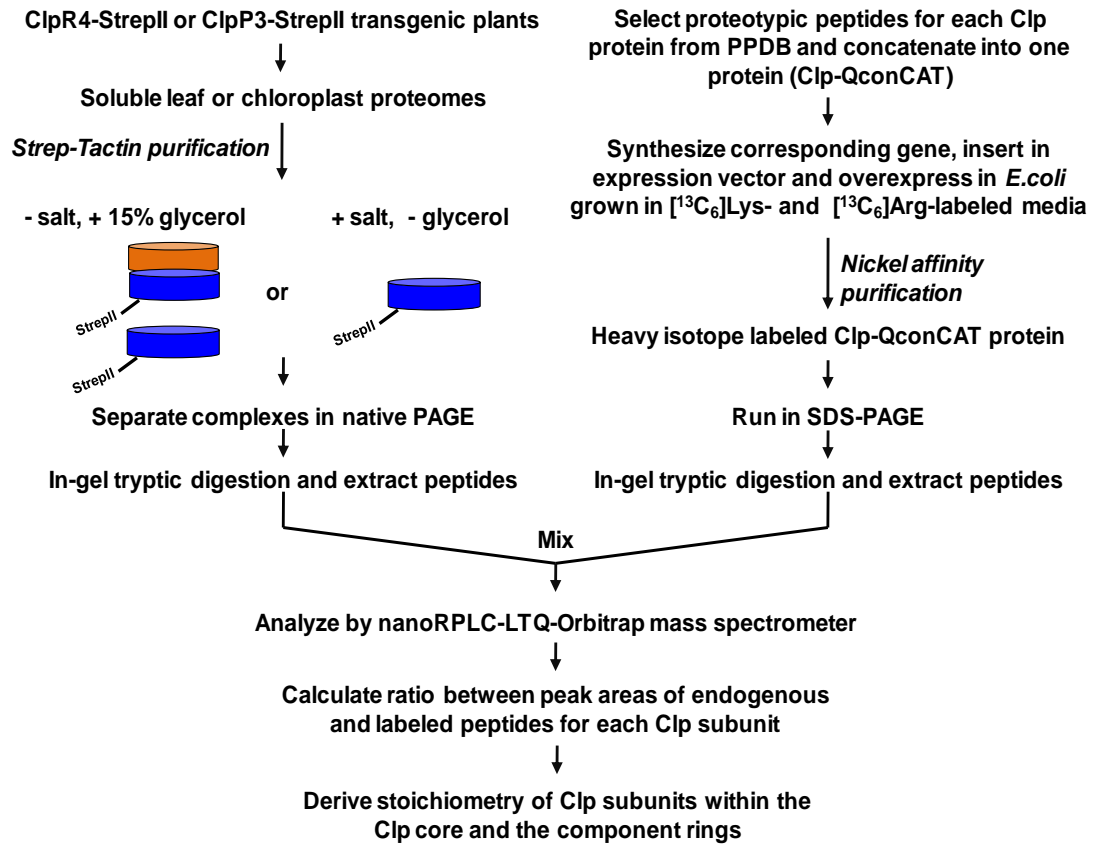 ClpR4-StrepII or ClpP3-StrepII transgenic plants
Soluble leaf or chloroplast proteomes
Strep-Tactin purification
- salt, + 15% glycerol
+ salt, - glycerol
StrepII
or
StrepII
StrepII
Separate complexes in native PAGE
In-gel tryptic digestion and extract peptides
Select proteotypic peptides for each Clp
protein from PPDB and concatenate into one
protein (Clp-QconCAT)
Synthesize corresponding gene, insert in
expression vector and overexpress in E.coli
grown in [¹³C₆]Lys- and [¹³C₆]Arg-labeled media
Nickel affinity
purification
Heavy isotope labeled Clp-QconCAT protein
Run in SDS-PAGE
In-gel tryptic digestion and extract peptides
Mix
Analyze by nanoRPLC-LTQ-Orbitrap mass spectrometer
Calculate ratio between peak areas of endogenous
and labeled peptides for each Clp subunit
Derive stoichiometry of Clp subunits within the
Clp core and the component rings